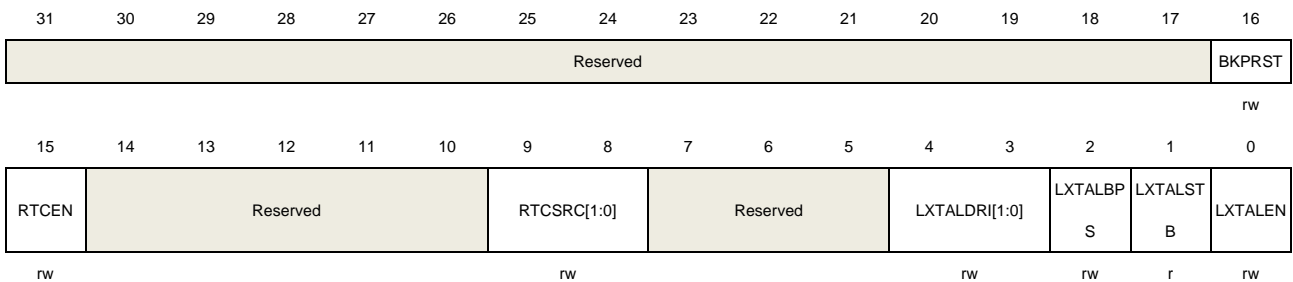 31 30 29 28 27 26 25 24 23 22 21 20 19 18 17 16
Reserved BKPRST
rw
15 14 13 12 11 10 9 8 7 6 5 4 3 2 1 0
RTCEN Reserved RTCSRC[1:0] Reserved LXTALDRI[1:0] LXTALBP LXTALST LXTALEN
S B
rw rw rw rw r rw